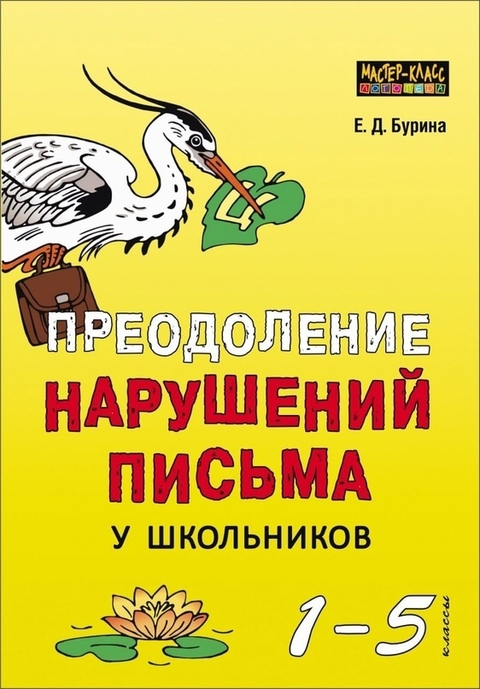 МАСТЕР-КЛАСС
ЛОГОПЕДА
Е. Д. Бурина
Ц
ПРЕОДОЛЕНИЕ
НАРУШЕНИЙ
ПИСЬМА
У ШКОЛЬНИКОВ
1–5
классы